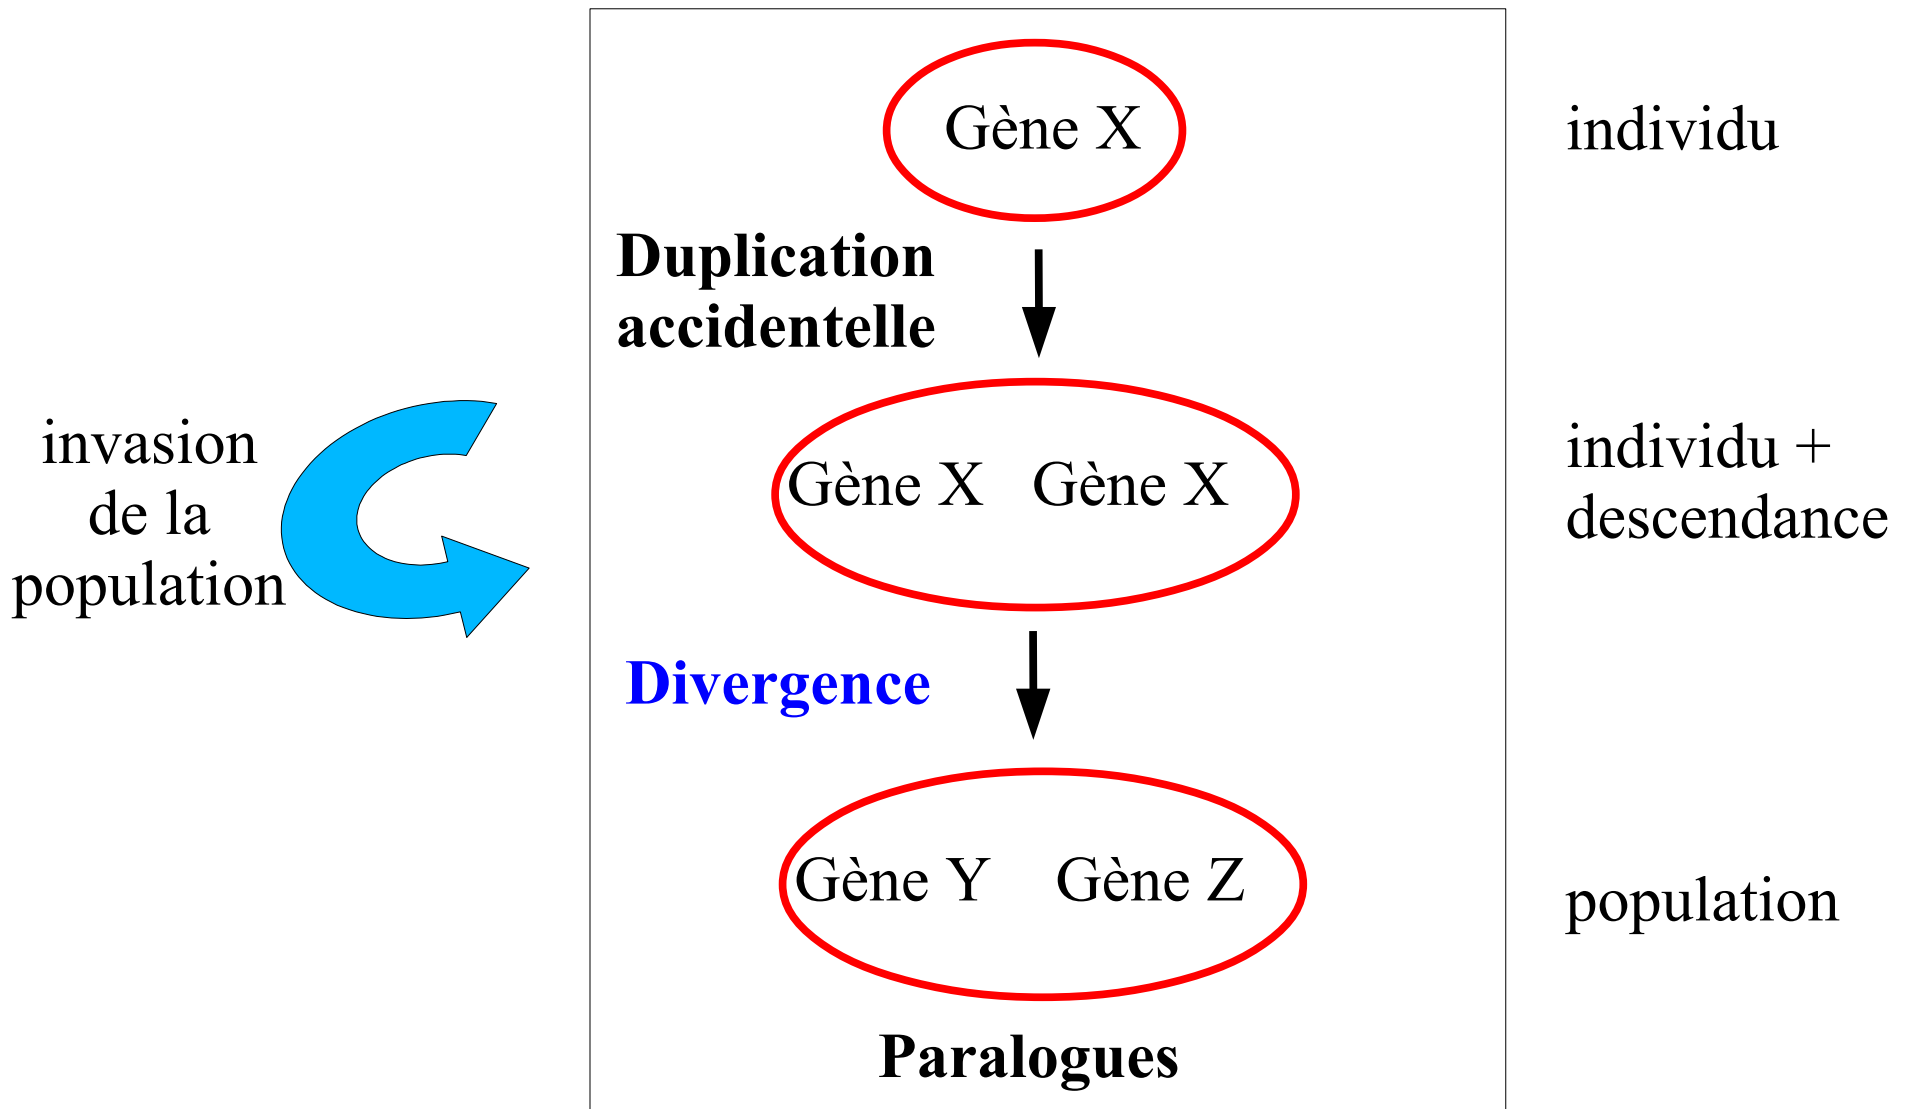 Gène X
individu
Duplication
accidentelle
invasion
de la
population
Gène X Gène X
individu +
descendance
Divergence
Gène Y Gène Z
population
Paralogues